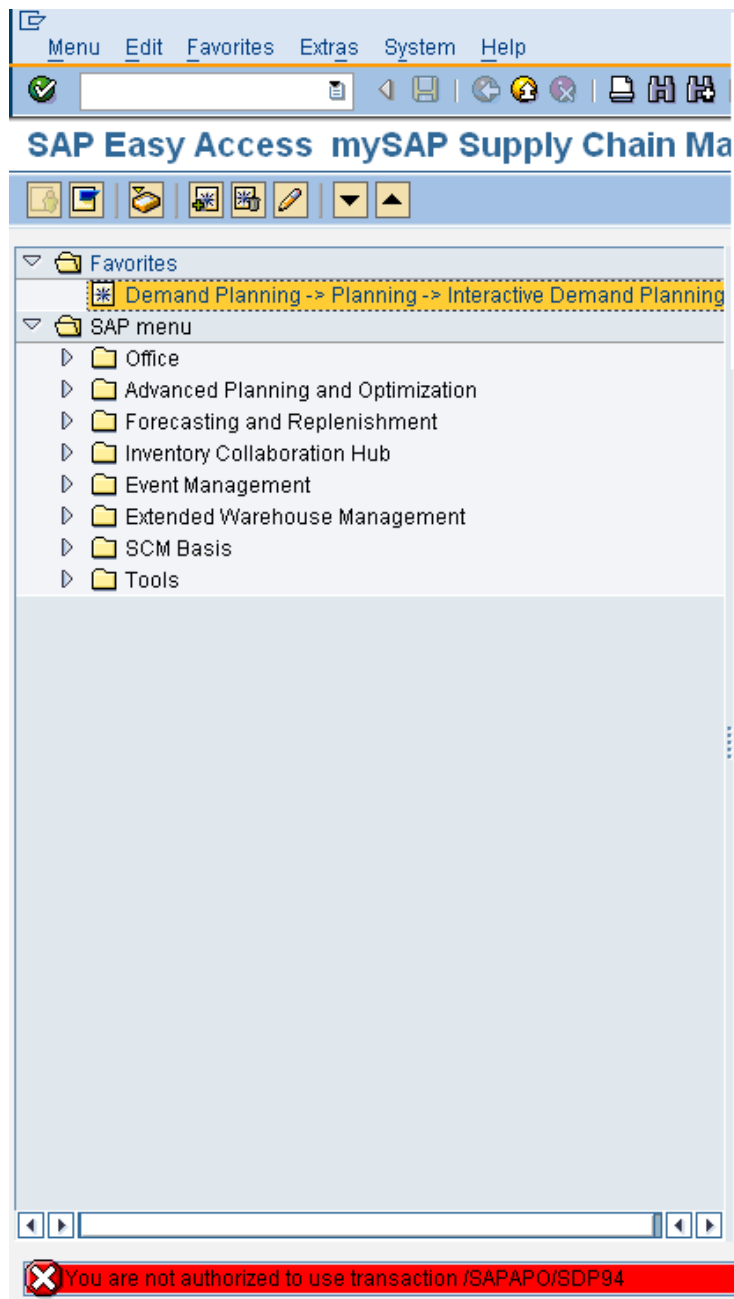 Menu Edit Favorites Extras System Help
SAP Easy Access mySAP Supply Chain Ma
Favorites
Demand Planning -> Planning -> Interactive Demand Planning
SAP menu
Office
Advanced Planning and Optimization
Forecasting and Replenishment
Inventory Collaboration Hub
Event Management
Extended Warehouse Management
SCM Basis
Tools
You are not authorized to use transaction /SAPAPO/SDP94